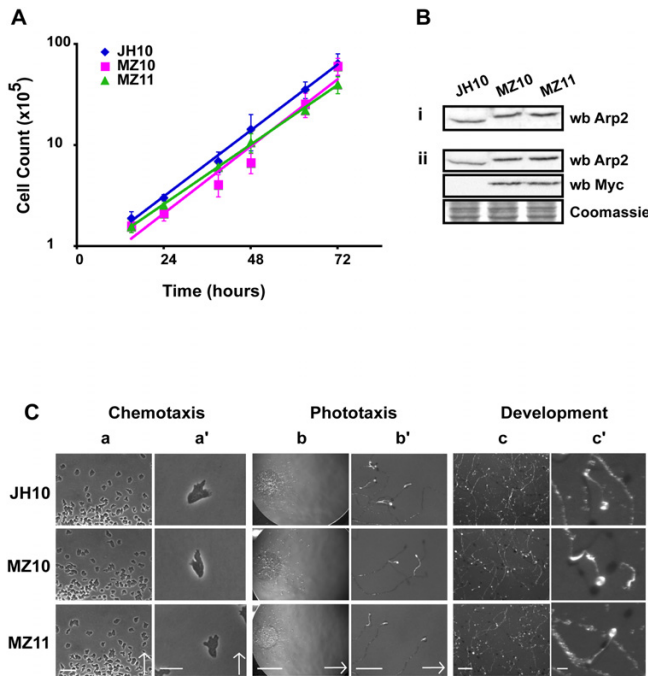 A
B
100
10
1
Cell Count (x10⁵)
JH10
MZ10
MZ11
0 24 48 72
Time (hours)
JH10 MZ10 MZ11
i wb Arp2
ii wb Arp2
wb Myc
Coomassie
C Chemotaxis Phototaxis Development
a a' b b' c c'
JH10
MZ10
MZ11